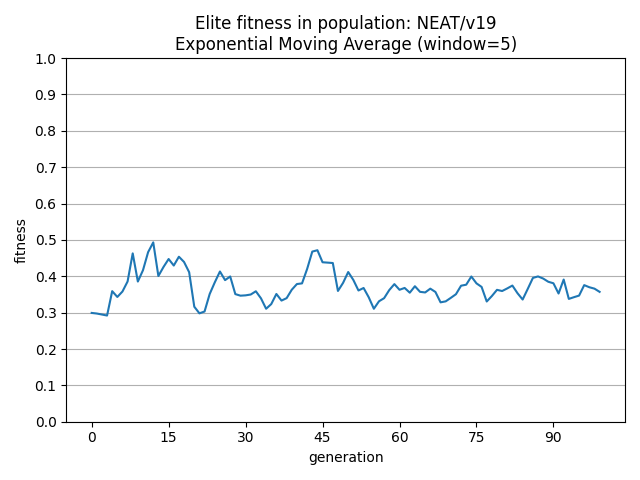 Elite fitness in population: NEAT/v19
Exponential Moving Average (window=5)
1.0
0.9
0.8
0.7
0.6
0.5
0.4
0.3
0.2
0.1
0.0
fitness
0 15 30 45 60 75 90
generation